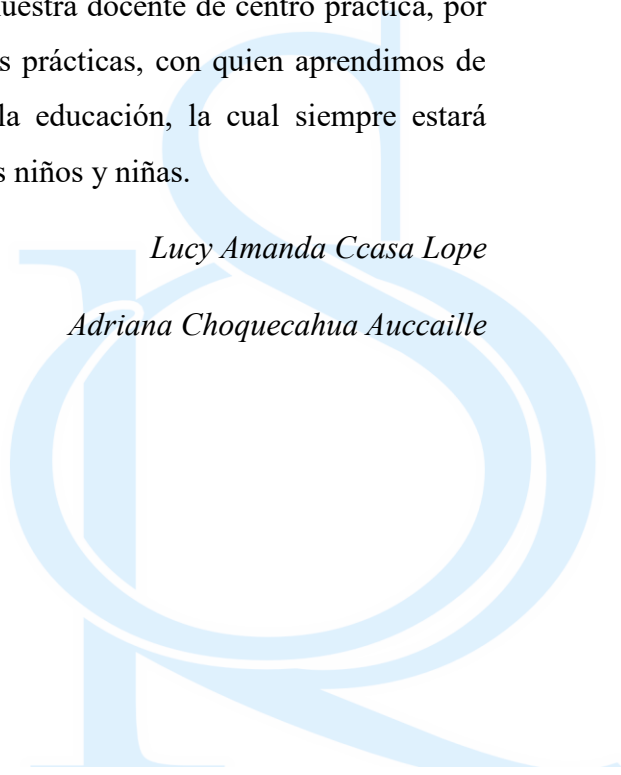 nuestra docente de centro práctica, por
s prácticas, con quien aprendimos de
la educación, la cual siempre estará
s niños y niñas.
Lucy Amanda Ccasa Lope
Adriana Choquecahua Auccaille